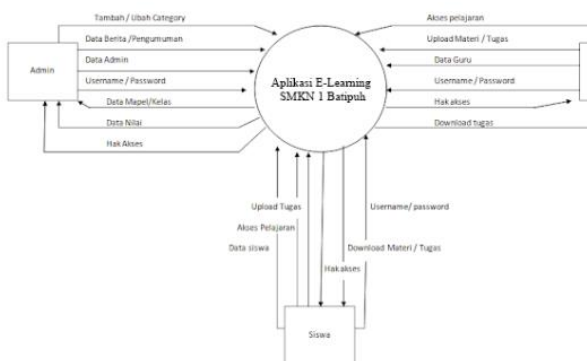 Tambah / Ubah Category
Data Berita /Pengumuman
Data Admin
Username / Password
Data Mapel/Kelas
Data Nilai
Hak Akses
Admin
Aplikasi E-Learning
SMKN 1 Batipuh
Akses pelajaran
Upload Materi / Tugas
Data Guru
Username / Password
Hak akses
Download tugas
Upload Tugas
Akses Pelajaran
Data siswa
Username/ password
Download Materi / Tugas
Hak akses
Siswa